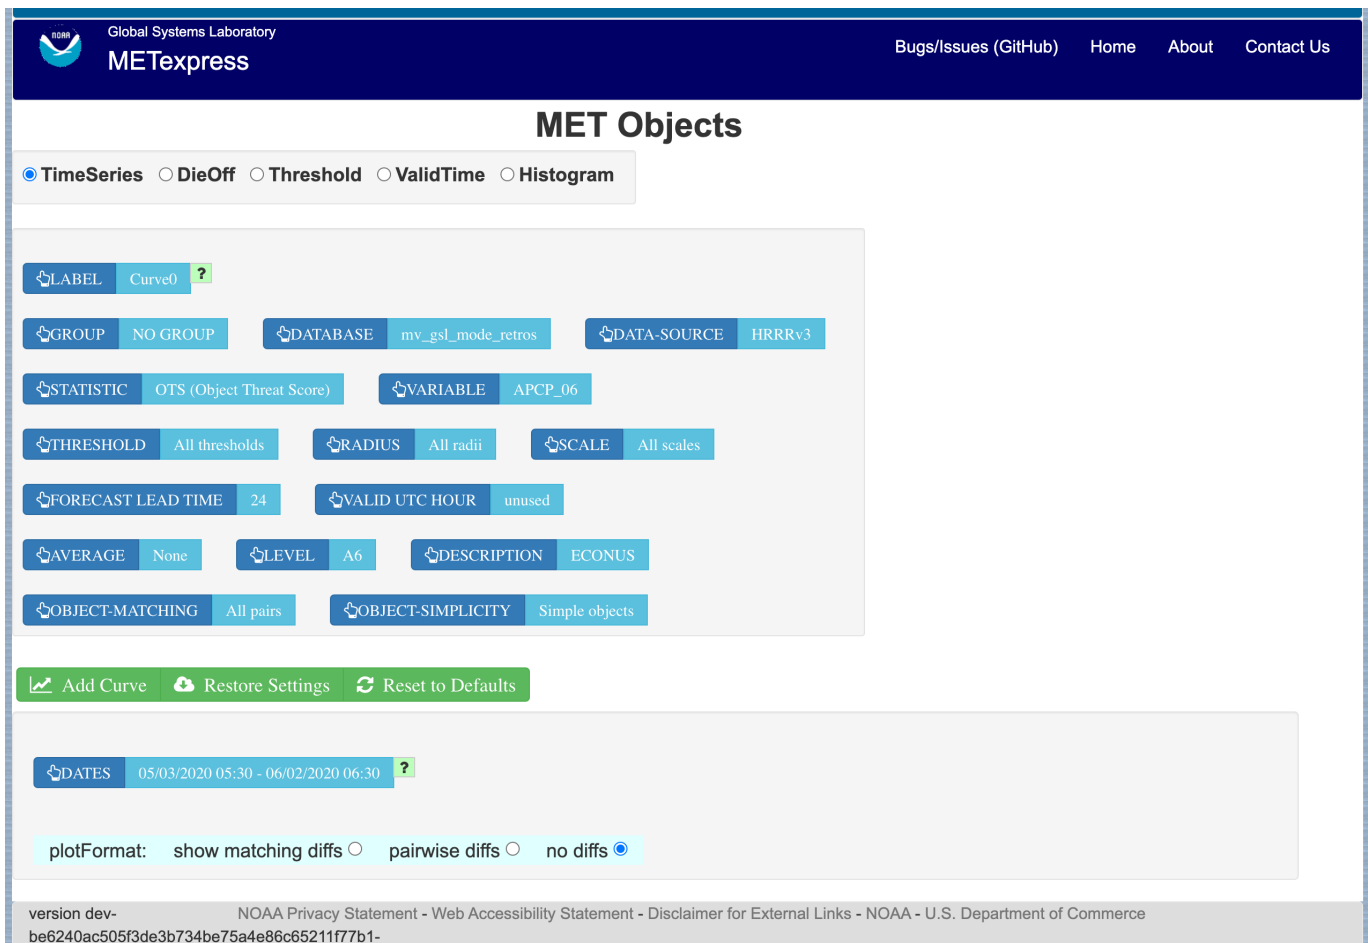 NOAA
Global Systems Laboratory
METexpress
Bugs/Issues (GitHub) Home About Contact Us
MET Objects
TimeSeries DieOff Threshold ValidTime Histogram
LABEL Curve0 ?
GROUP NO GROUP DATABASE mv_gsl_mode_retros DATA-SOURCE HRRRv3
STATISTIC OTS (Object Threat Score) VARIABLE APCP_06
THRESHOLD All thresholds RADIUS All radii SCALE All scales
FORECAST LEAD TIME 24 VALID UTC HOUR unused
AVERAGE None LEVEL A6 DESCRIPTION ECONUS
OBJECT-MATCHING All pairs OBJECT-SIMPLICITY Simple objects
Add Curve Restore Settings Reset to Defaults
DATES 05/03/2020 05:30 - 06/02/2020 06:30 ?
plotFormat: show matching diffs pairwise diffs no diffs
version dev- NOAA Privacy Statement - Web Accessibility Statement - Disclaimer for External Links - NOAA - U.S. Department of Commerce
be6240ac505f3de3b734be75a4e86c65211f77b1-